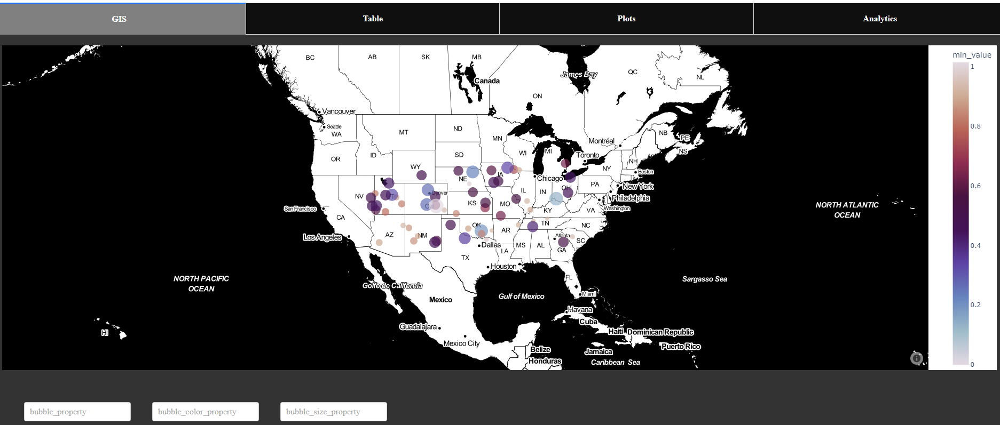 GIS
Table
Plots
Analytics
min_value
1
0.8
0.6
0.4
0.2
0
BC
AB
SK
MB
Canada
James Bay
QC
NL
ON
Vancouver
Seattle
WA
MT
ND
MN
Montréal
NB
PE
NS
OR
ID
SD
WI
MI
Toronto
NH
WY
NE
IA
NY
Boston
Chicago
PA
New York
NV
Denver
IL
IN
OH
Philadelphia
San Francisco
KS
MO
KY
VA
Washington
CA
TN
NC
Los Angeles
AZ
NM
OK
AR
Atlanta
SC
Dallas
MS
AL
GA
LA
TX
Houston
FL
NORTH PACIFIC
OCEAN
NORTH ATLANTIC
OCEAN
Sargasso Sea
Golfo de California
Mexico
Gulf of Mexico
Miami
Havana
Cuba
Guadalajara
Haiti
Dominican Republic
HI
Mexico City
Belize
Jamaica
Puerto Rico
Honduras
Caribbean Sea
bubble_property
bubble_color_property
bubble_size_property